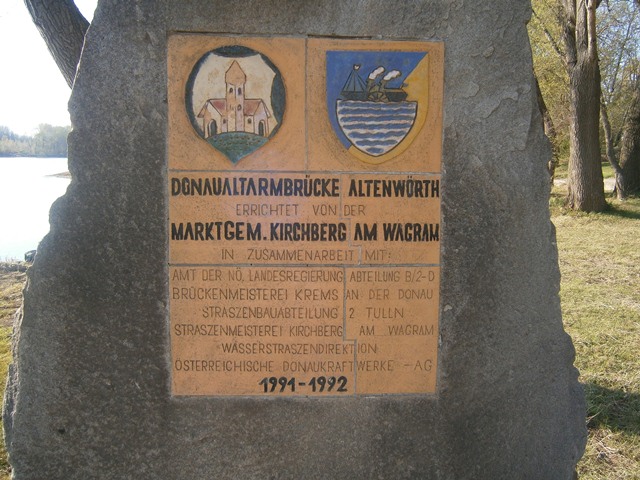 DONAUALTARMBRÜCKE ALTENWÖRTH
ERRICHTET VON DER
MARKTGEM. KIRCHBERG AM WAGRAM
IN ZUSAMMENARBEIT MIT:
AMT DER NÖ. LANDESREGIERUNG ABTEILUNG B/2-D
BRÜCKENMEISTEREI KREMS AN DER DONAU
STRASZENBAUABTEILUNG 2 TULLN
STRASZENMEISTEREI KIRCHBERG AM WAGRAM
WASSERSTRASZENDIREKTION
ÖSTERREICHISCHE DONAUKRAFTWERKE - AG
1991-1992